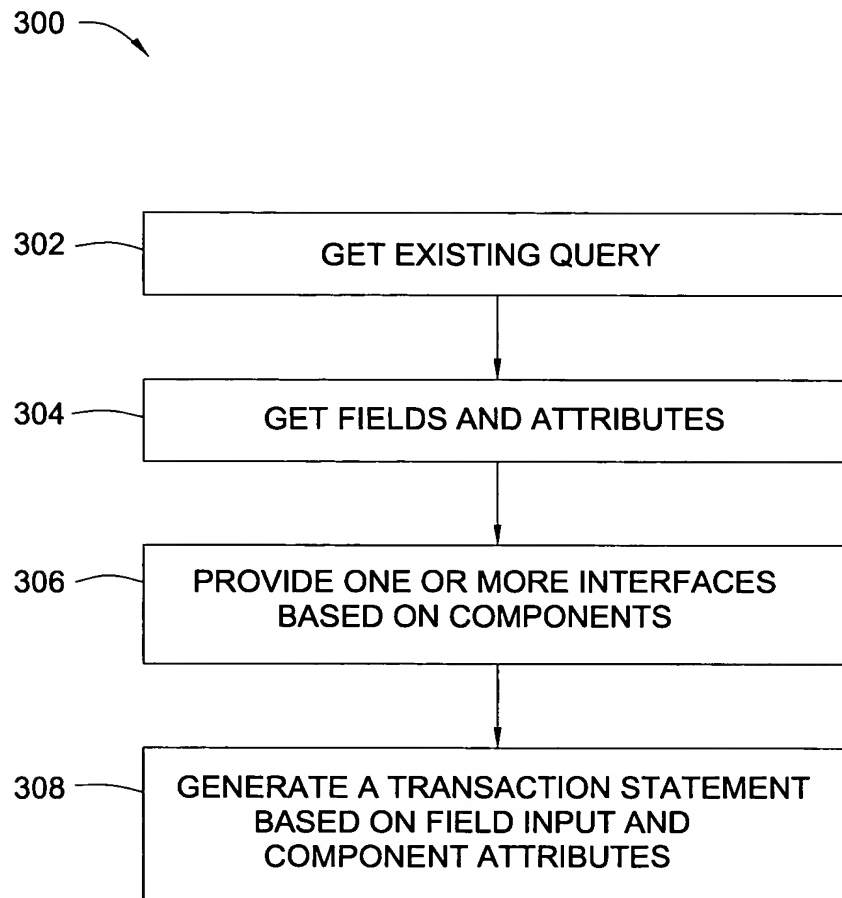 300
302
GET EXISTING QUERY
304
GET FIELDS AND ATTRIBUTES
306
PROVIDE ONE OR MORE INTERFACES
BASED ON COMPONENTS
308
GENERATE A TRANSACTION STATEMENT
BASED ON FIELD INPUT AND
COMPONENT ATTRIBUTES